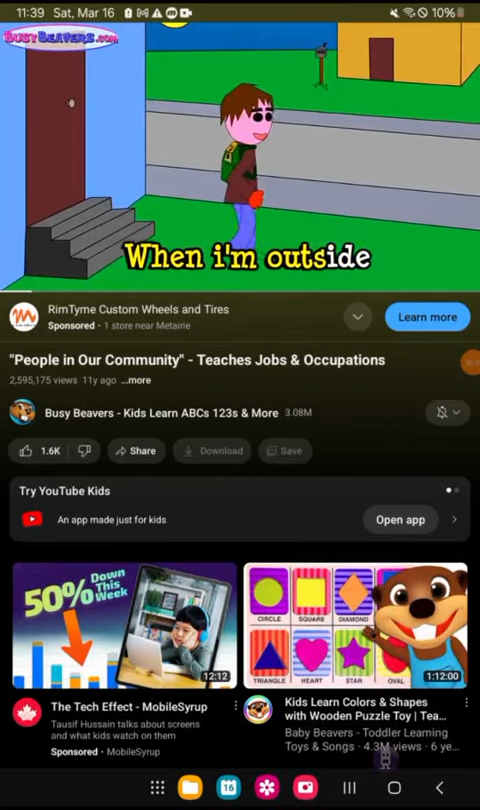 11:39 Sat, Mar 16
10%
BUSYBEAVERS.COM
When i'm outside
RimTyme Custom Wheels and Tires
Sponsored · 1 store near Metairie
Learn more
"People in Our Community" - Teaches Jobs & Occupations
2,595,175 views 11y ago ...more
Busy Beavers - Kids Learn ABCs 123s & More 3.08M
1.6K
Share
Download
Save
Try YouTube Kids
An app made just for kids
Open app
50%
Down
This
Week
12:12
CIRCLE
SQUARE
DIAMOND
TRIANGLE
HEART
STAR
OVAL
1:12:00
The Tech Effect - MobileSyrup
Tausif Hussain talks about screens
and what kids watch on them
Sponsored · MobileSyrup
Kids Learn Colors & Shapes
with Wooden Puzzle Toy | Tea...
Baby Beavers - Toddler Learning
Toys & Songs · 4.3M views · 6 ye...
16